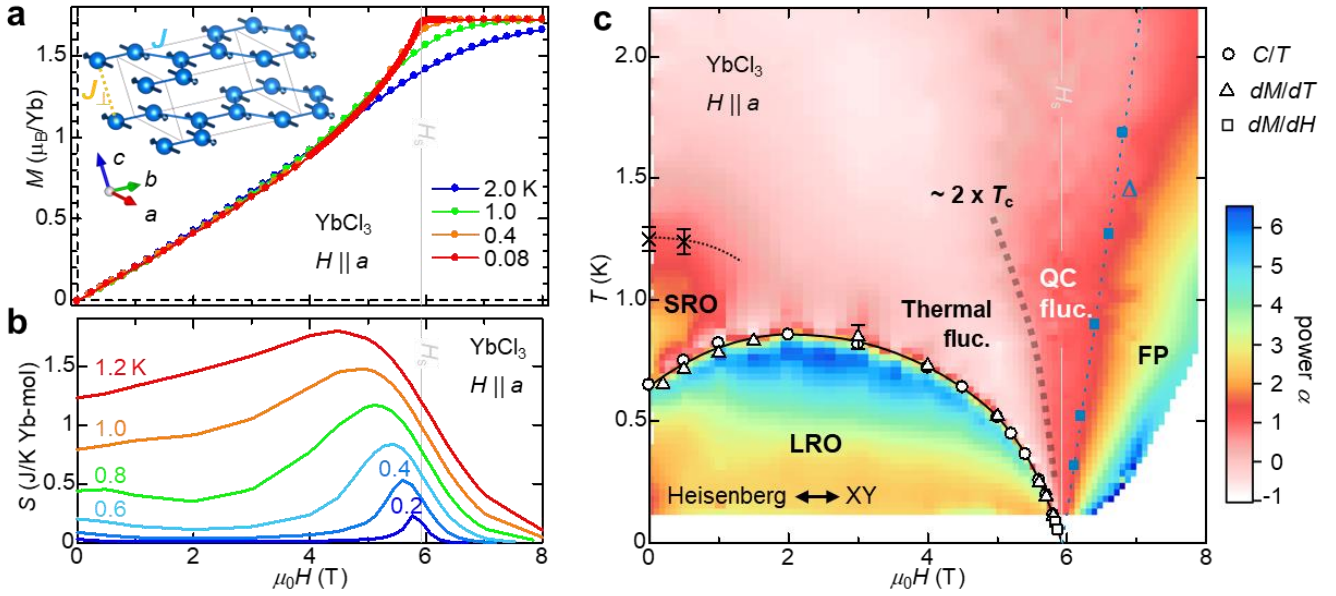 a
M (μB/Yb)
1.5
1
0.5
0
J
J⊥
c
b
a
Hs
YbCl3
H || a
2.0 K
1.0
0.4
0.08
b
S (J/K Yb-mol)
1.5
1
0.5
0
1.2 K
1.0
0.8
0.6
0.4
0.2
Hs
YbCl3
H || a
0
2
4
6
8
μ0H (T)
c
T (K)
2.0
1.5
1.0
0.5
0
YbCl3
H || a
Hs
Δ
~ 2 x Tc
QC
fluc.
SRO
Thermal
fluc.
FP
LRO
Heisenberg ↔ XY
0
2
4
6
8
μ0H (T)
C/T
dM/dT
dM/dH
6
5
4
3
2
1
0
-1
power α